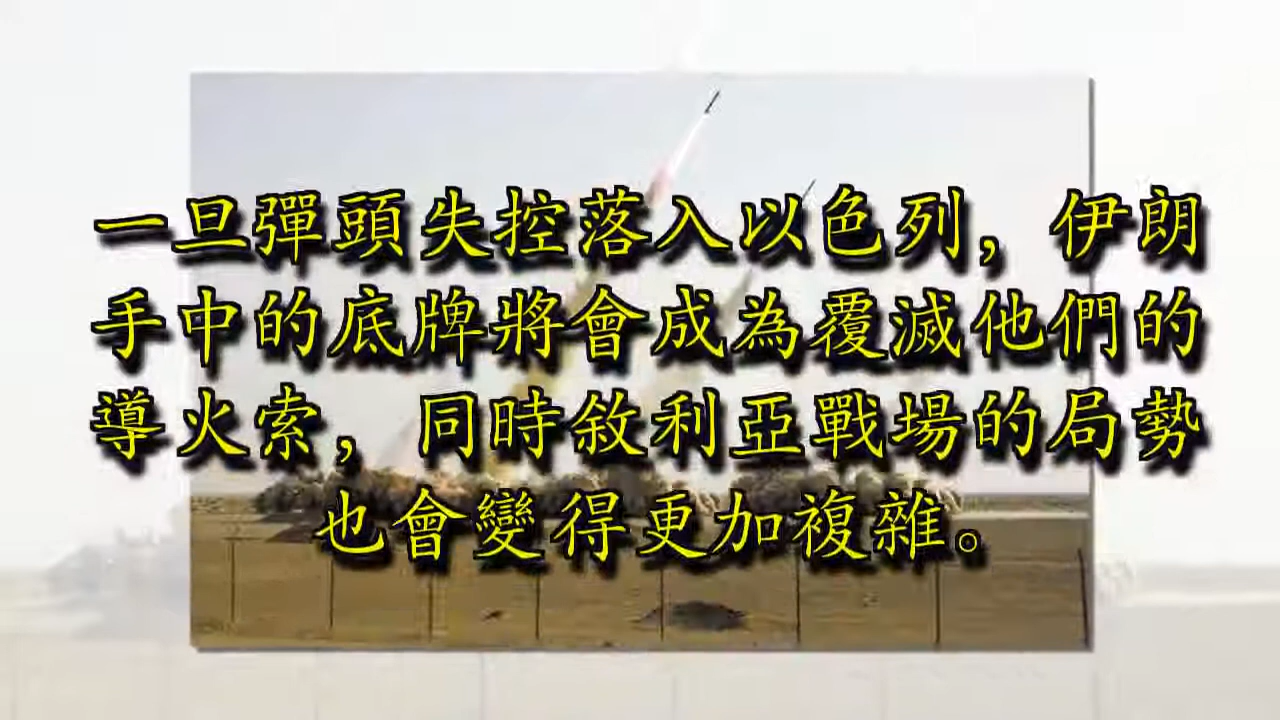 一旦彈頭失控落入以色列，伊朗
手中的底牌將會成為覆滅他們的
導火索，同時敘利亞戰場的局勢
也會變得更加複雜。